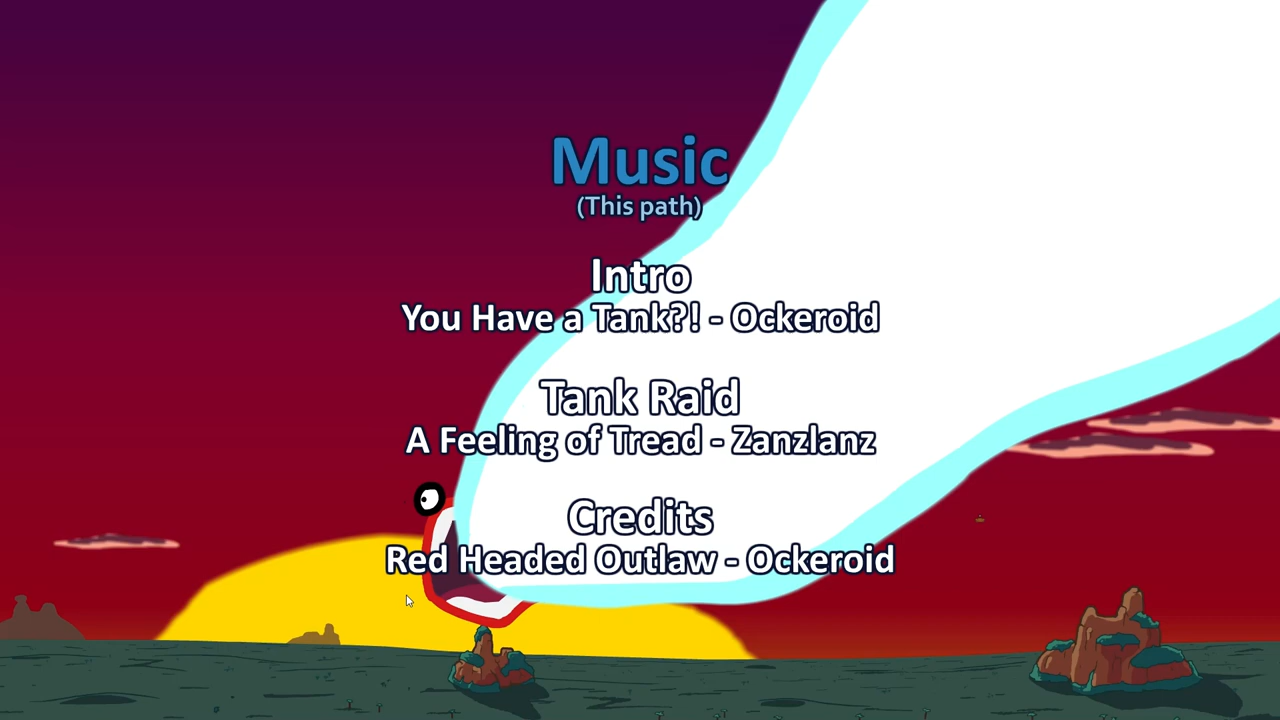 Music
(This path)
Intro
You Have a Tank?! - Ockeroid
Tank Raid
A Feeling of Tread - Zanzlanz
Credits
Red Headed Outlaw - Ockeroid